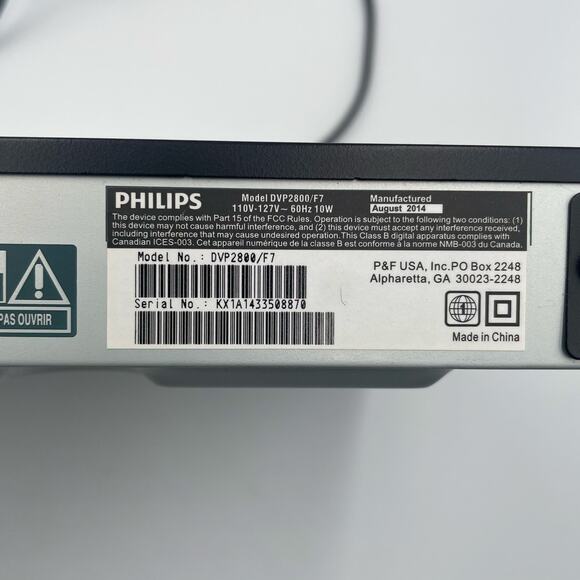 PHILIPS
Model DVP2800/F7
110V-127V~ 60Hz 10W
Manufactured
August 2014
The device complies with Part 15 of the FCC Rules. Operation is subject to the following two conditions: (1)
this device may not cause harmful interference, and (2) this device must accept any interference received,
including interference that may cause undesired operation.This Class B digital apparatus complies with
Canadian ICES-003. Cet appareil numérique de la classe B est conforme à la norme NMB-003 du Canada.
Model No.: DVP2800/F7
Serial No.: KX1A1433508870
P&F USA, Inc.PO Box 2248
Alpharetta, GA 30023-2248
Made in China
PAS OUVRIR